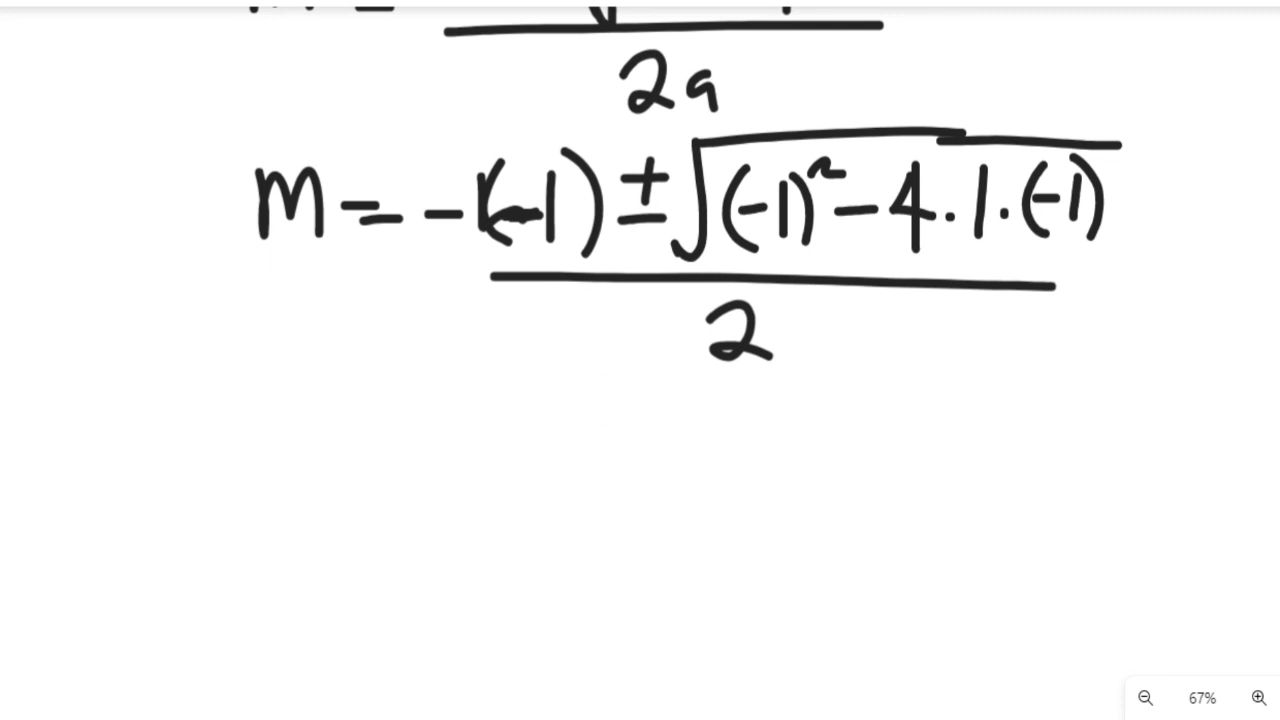 2a
m = -(-1) ± √(-1)² - 4 . 1 . (-1)
2
67%